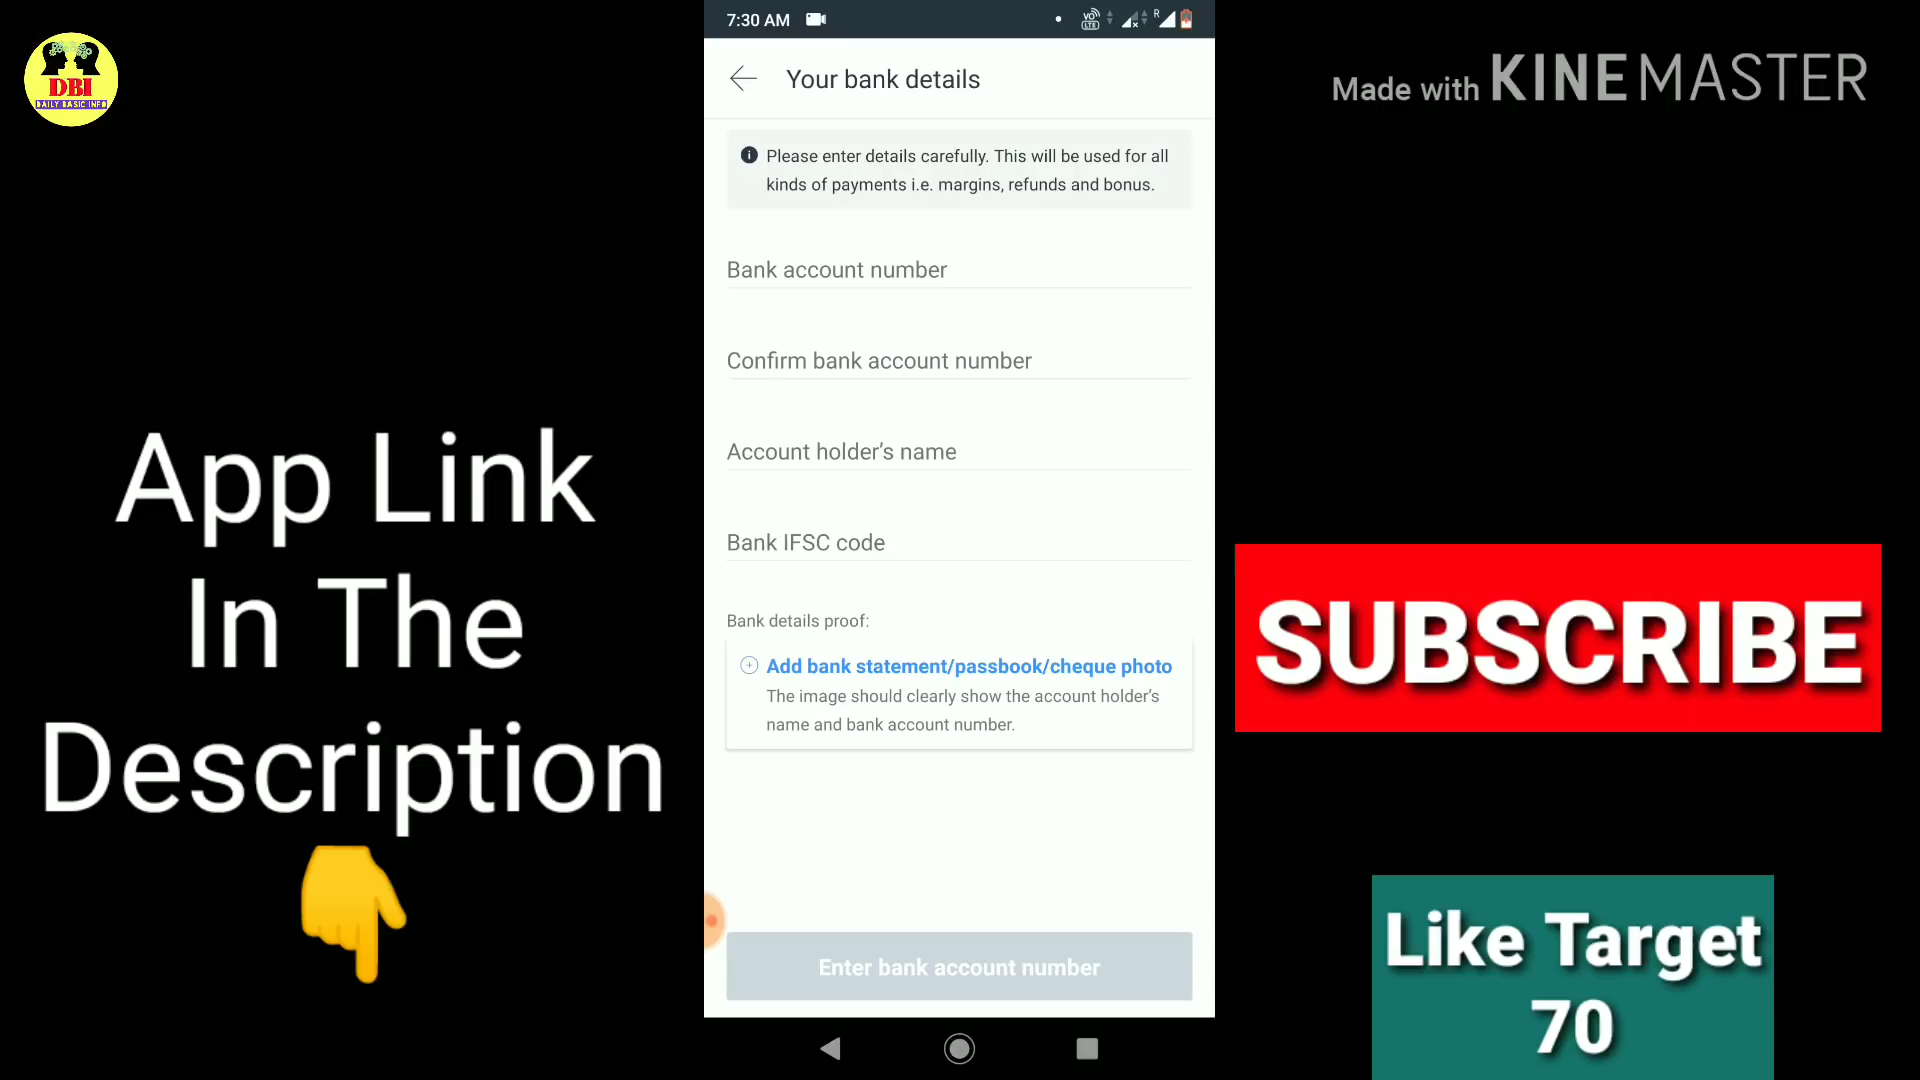 7:30 AM
VO
LTE
R
DBI
DAILY BASIC INFO
Made with KINEMASTER
Your bank details
Please enter details carefully. This will be used for all
kinds of payments i.e. margins, refunds and bonus.
Bank account number
Confirm bank account number
Account holder’s name
Bank IFSC code
Bank details proof:
Add bank statement/passbook/cheque photo
The image should clearly show the account holder’s
name and bank account number.
Enter bank account number
App Link
In The
Description
SUBSCRIBE
Like Target
70